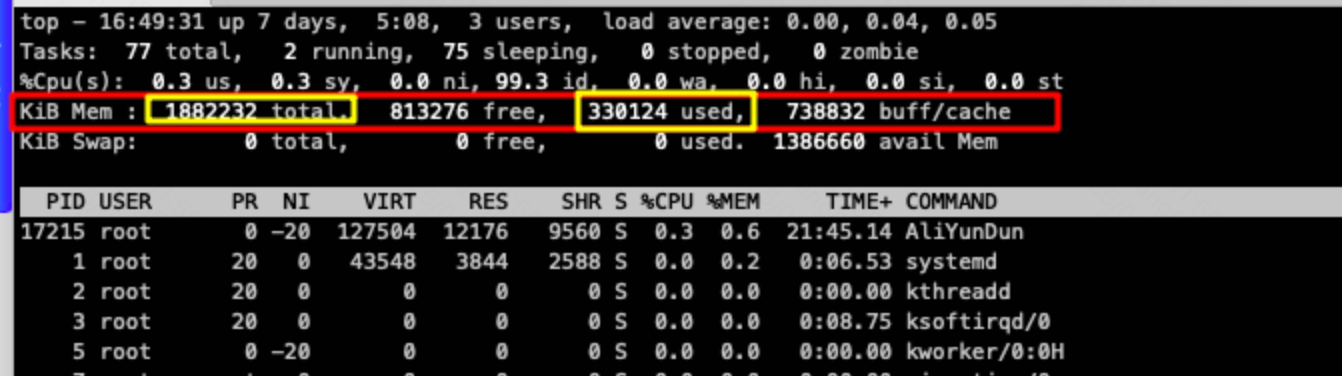 top - 16:49:31 up 7 days,  5:08,  3 users,  load average: 0.00, 0.04, 0.05
Tasks:  77 total,   2 running,  75 sleeping,   0 stopped,   0 zombie
%Cpu(s):  0.3 us,  0.3 sy,  0.0 ni, 99.3 id,  0.0 wa,  0.0 hi,  0.0 si,  0.0 st
KiB Mem :  1882232 total,   813276 free,   330124 used,   738832 buff/cache
KiB Swap:        0 total,        0 free,        0 used.  1386660 avail Mem
PID USER      PR  NI    VIRT    RES    SHR S %CPU %MEM     TIME+ COMMAND
17215 root       0 -20  127504  12176   9560 S  0.3  0.6  21:45.14 AliYunDun
1 root      20   0   43548   3844   2588 S  0.0  0.2   0:06.53 systemd
2 root      20   0       0      0      0 S  0.0  0.0   0:00.00 kthreadd
3 root      20   0       0      0      0 S  0.0  0.0   0:08.75 ksoftirqd/0
5 root       0 -20       0      0      0 S  0.0  0.0   0:00.00 kworker/0:0H